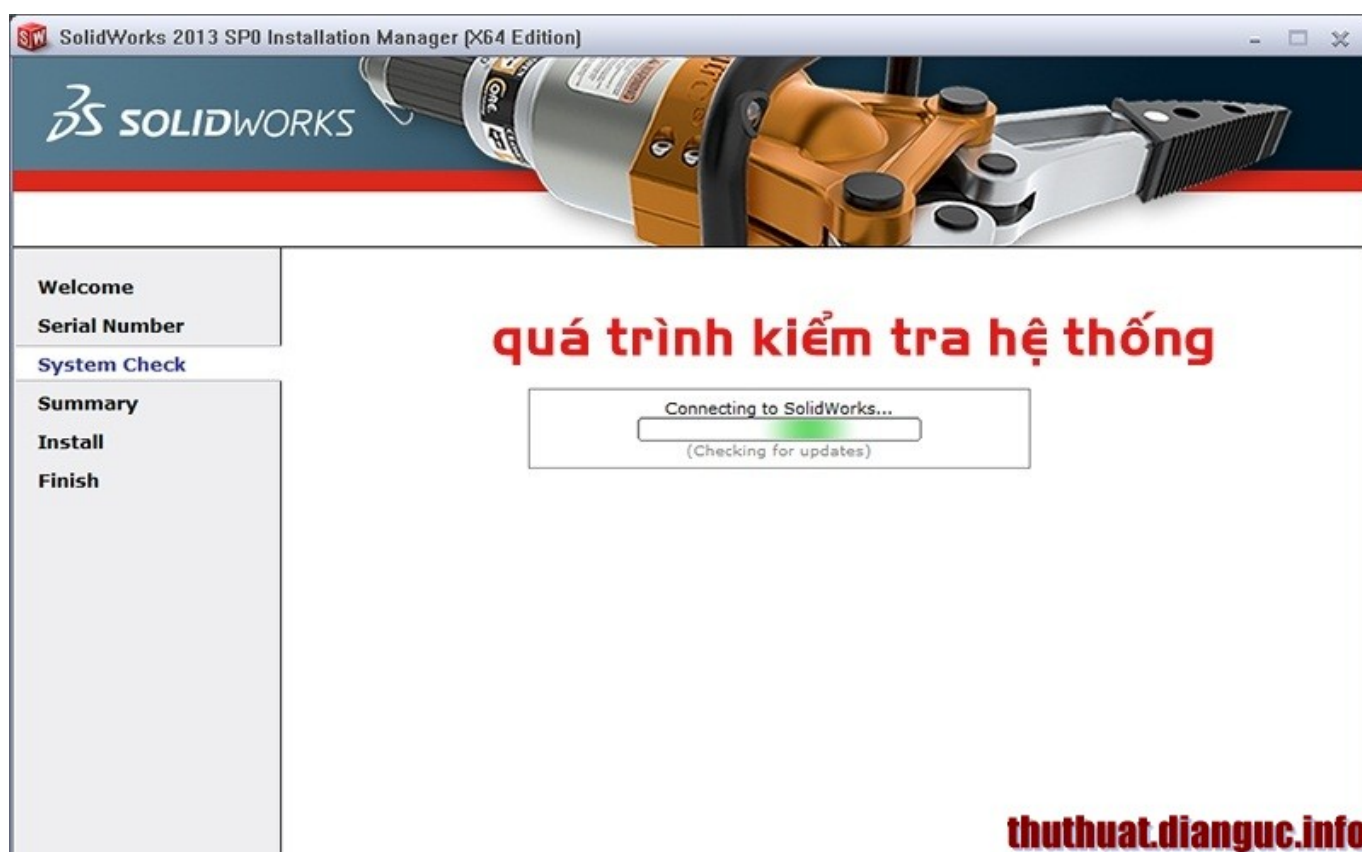 SolidWorks 2013 SP0 Installation Manager (X64 Edition)
SOLIDWORKS
Welcome
Serial Number
System Check
Summary
Install
Finish
quá trình kiểm tra hệ thống
Connecting to SolidWorks...
(Checking for updates)
thuthuat.dianguc.info